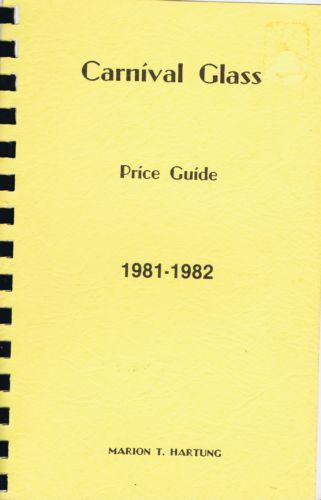 Carnival Glass
Price Guide
1981-1982
MARION T. HARTUNG